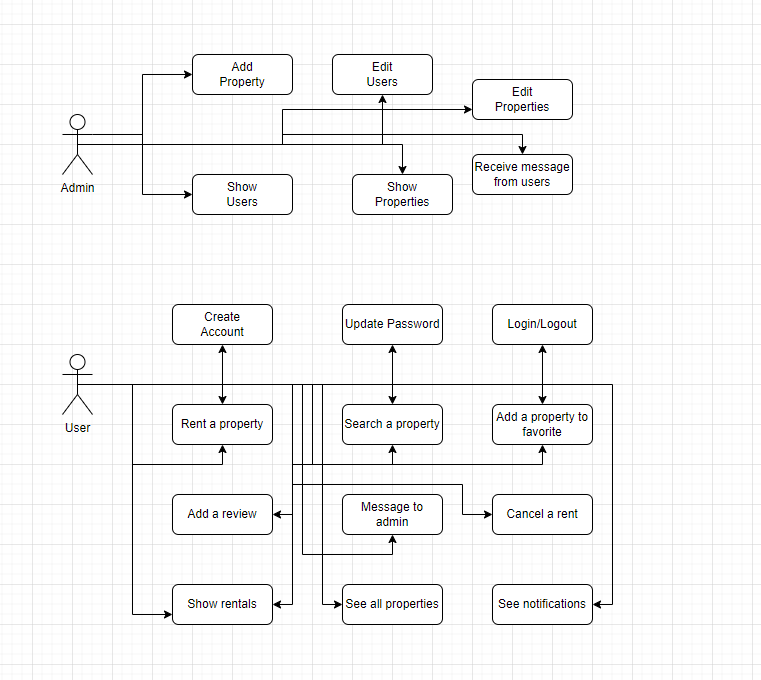 Add
Property
Edit
Users
Edit
Properties
Admin
Show
Users
Show
Properties
Receive message
from users
Create
Account
Update Password
Login/Logout
User
Rent a property
Search a property
Add a property to
favorite
Add a review
Message to
admin
Cancel a rent
Show rentals
See all properties
See notifications